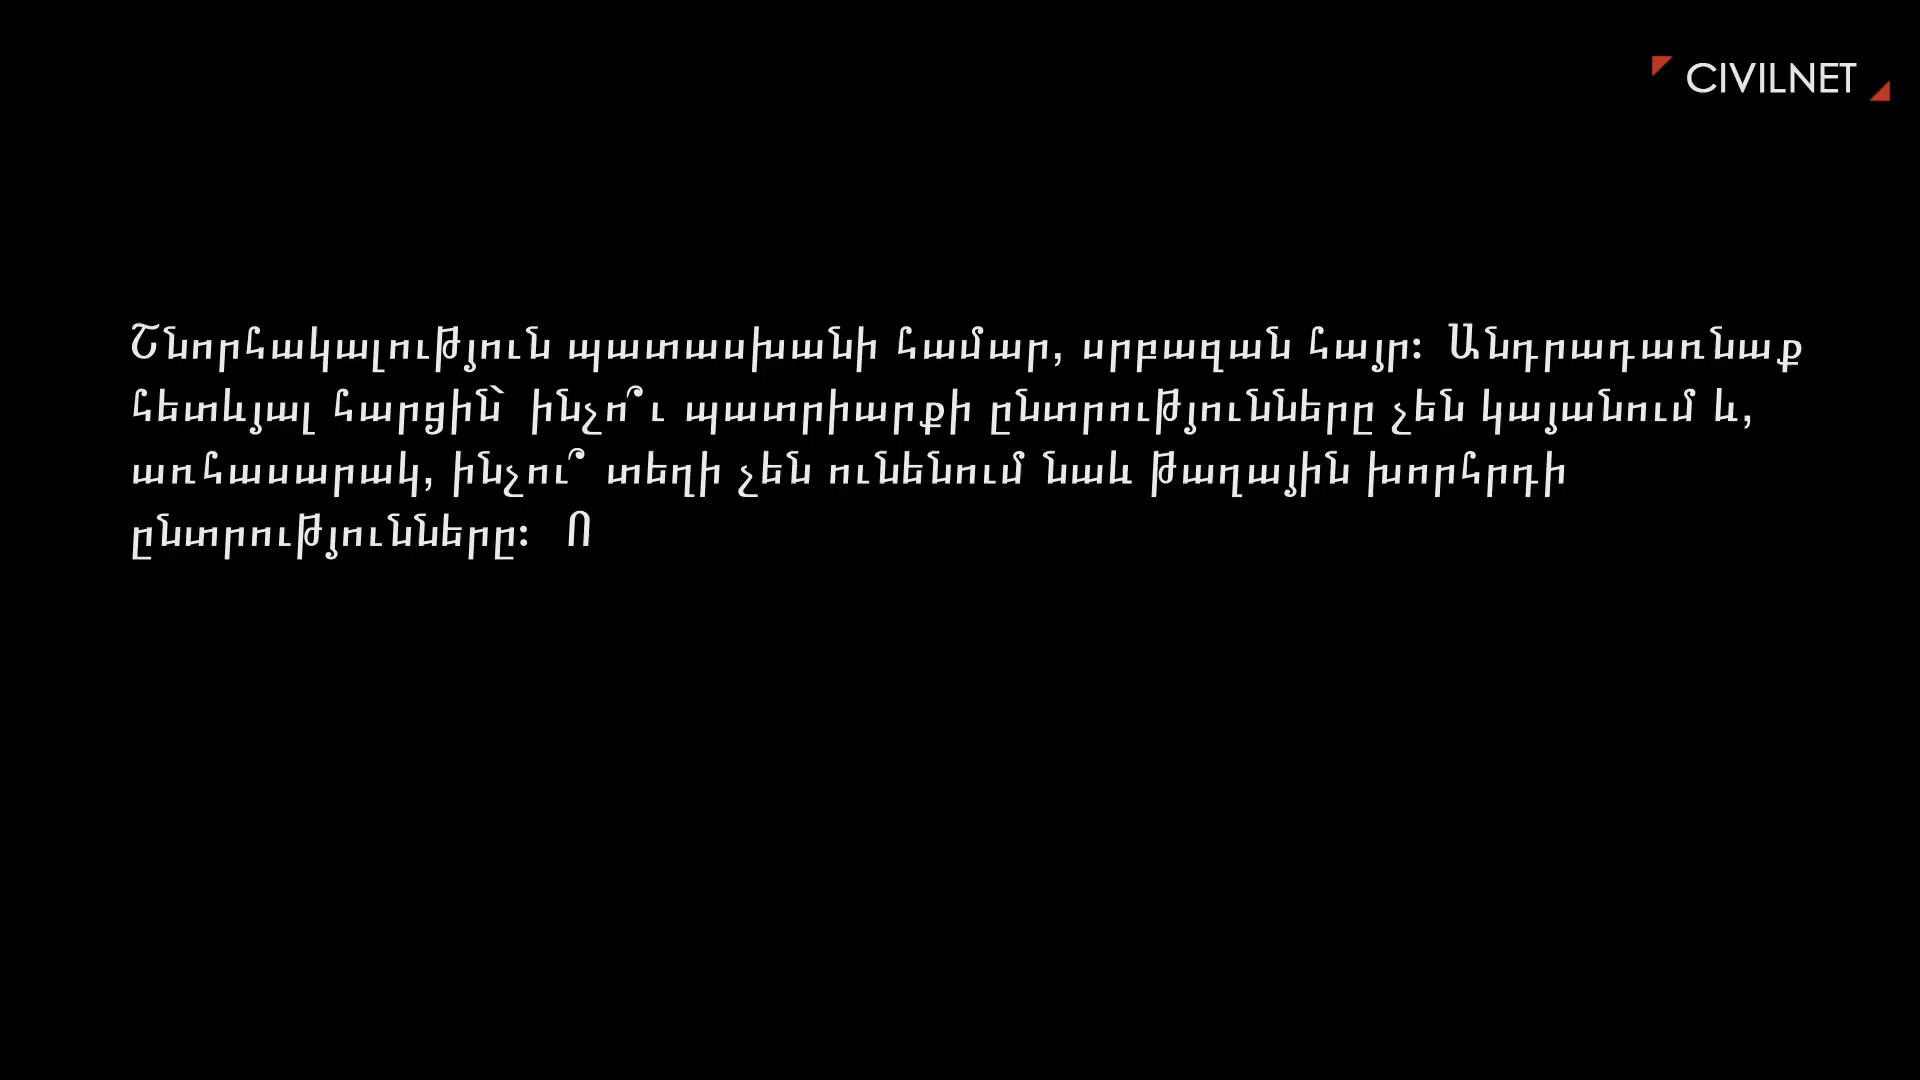 CIVILNET
Շնորհակալություն պատասխանի համար, սրբազան հայր։ Անդրադառնաք
հետևյալ հարցին՝ ինչո՞ւ պատրիարքի ընտրությունները չեն կայանում և,
առհասարակ, ինչու՞ տեղի չեն ունենում նաև թաղային խորհրդի
ընտրությունները։ Ո